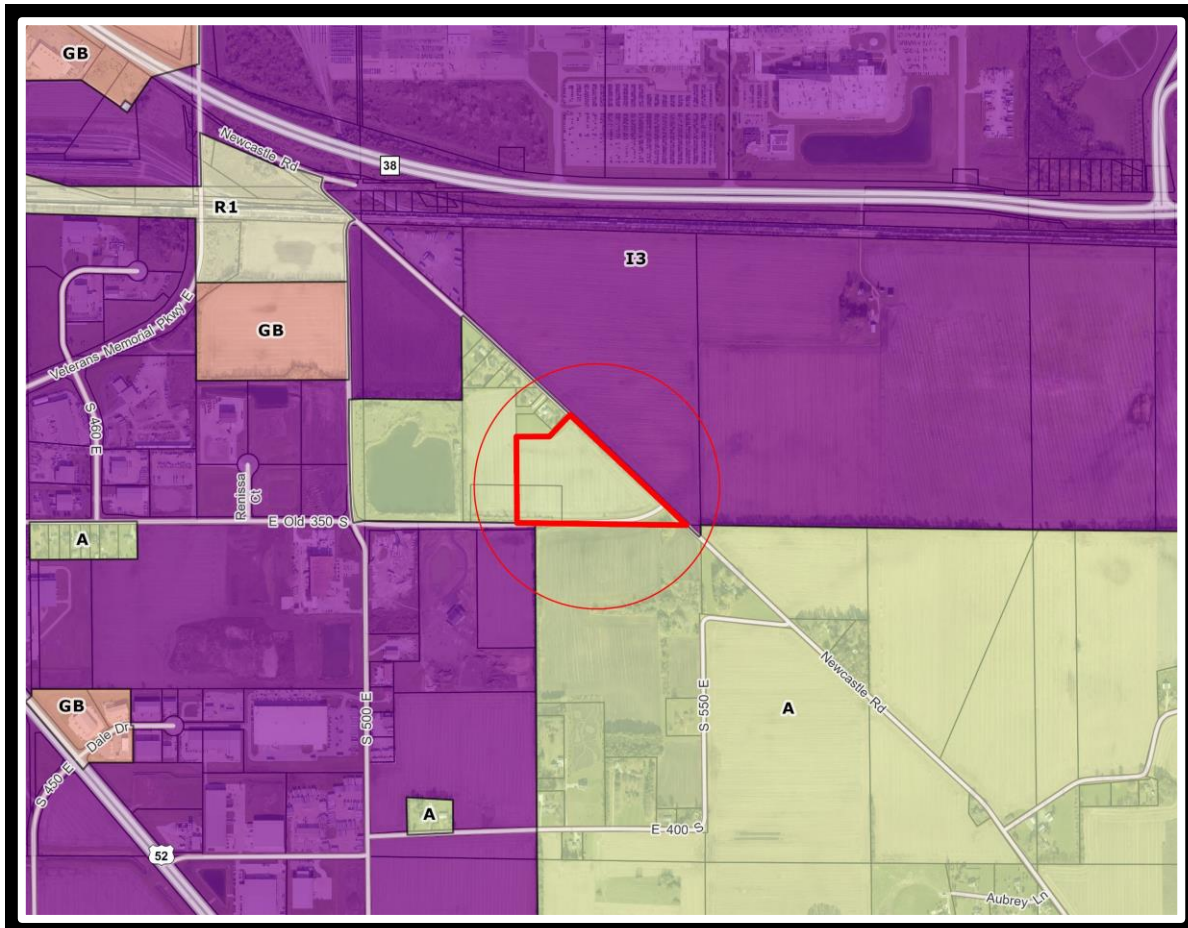 GB
Newcastle Rd
38
R1
I3
GB
Veterans Memorial Pkwy E
S 460 E
Renissa
Ct
E Old 350 S
A
Newcastle Rd
S 550 E
A
GB
Dale Dr
S 500 E
S 450 E
A
E 400 S
52
Aubrey Ln